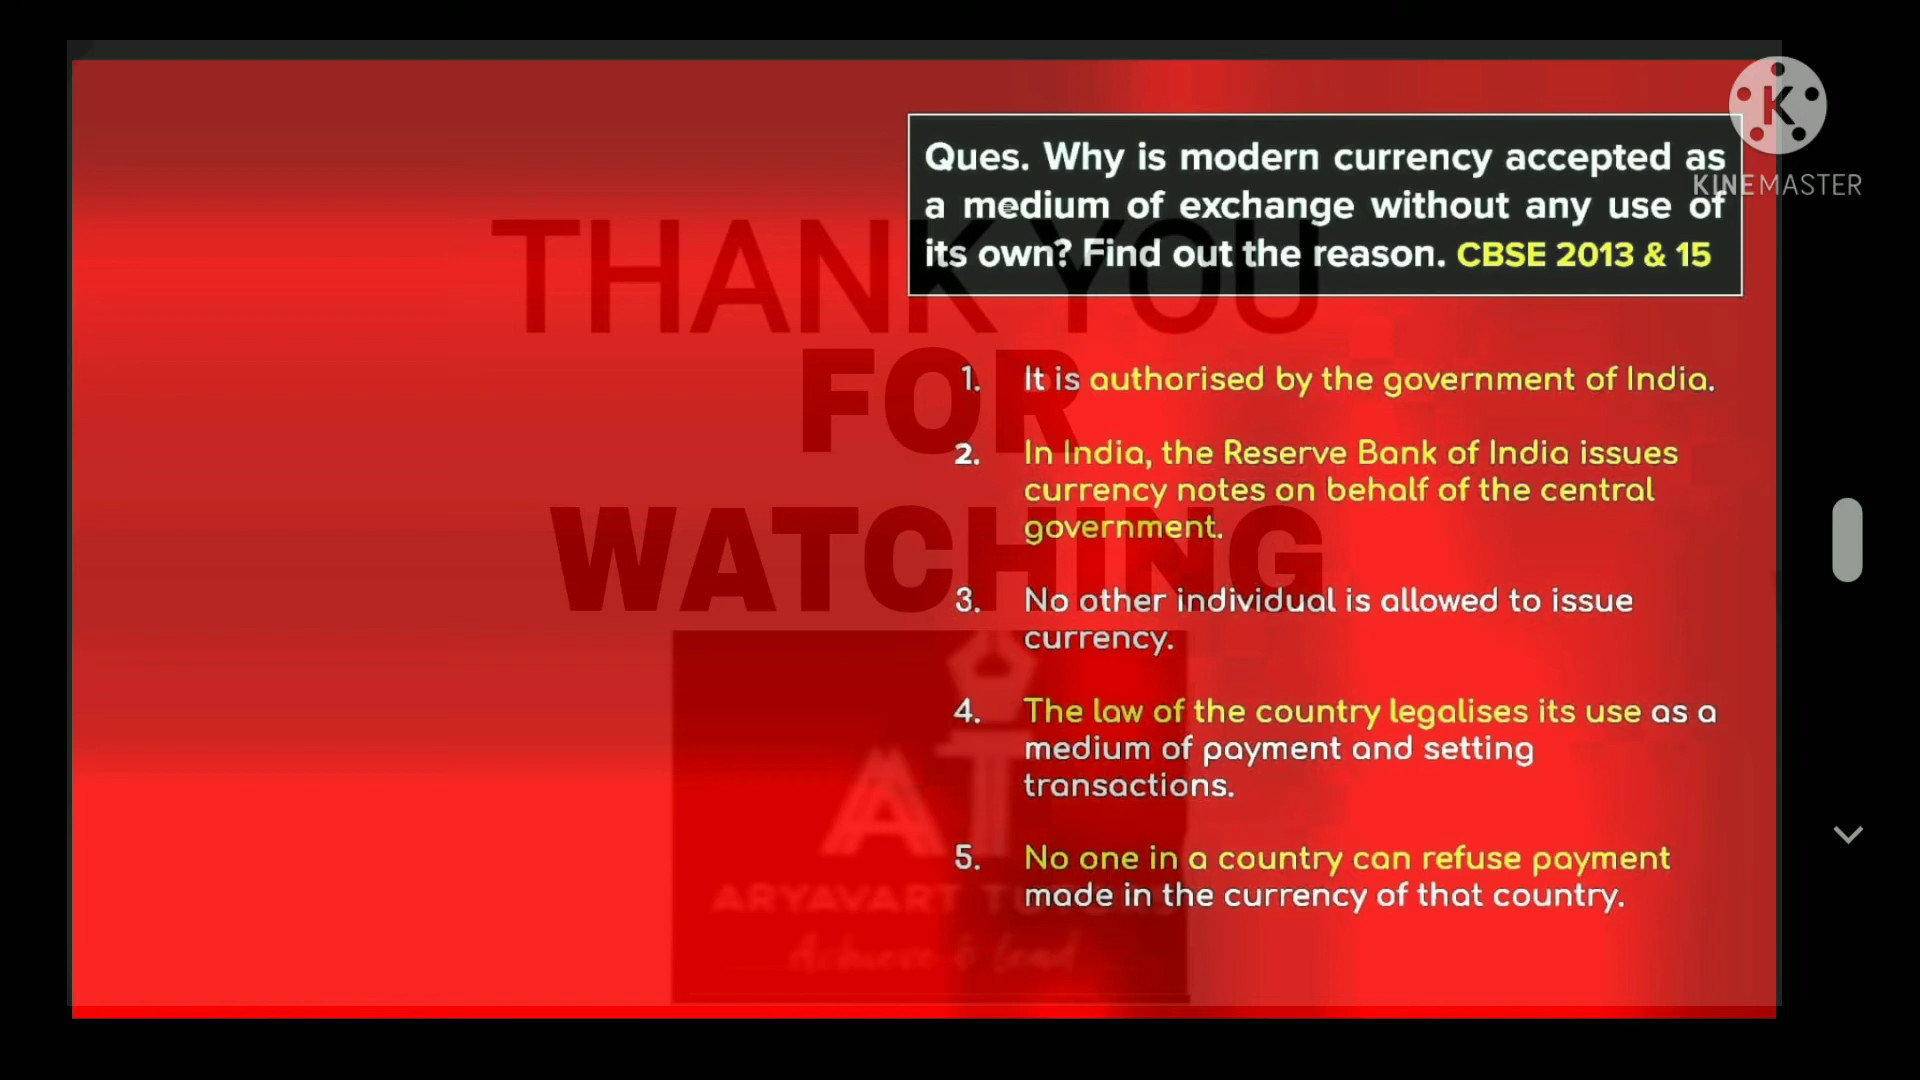 Ques. Why is modern currency accepted as
a medium of exchange without any use of
its own? Find out the reason. CBSE 2013 & 15
K
KINEMASTER
THANK YOU
FOR
WATCHING
1. It is authorised by the government of India.
2. In India, the Reserve Bank of India issues
currency notes on behalf of the central
government.
3. No other individual is allowed to issue
currency.
4. The law of the country legalises its use as a
medium of payment and setting
transactions.
5. No one in a country can refuse payment
made in the currency of that country.
AT
ARYAVART
Achieve & lead